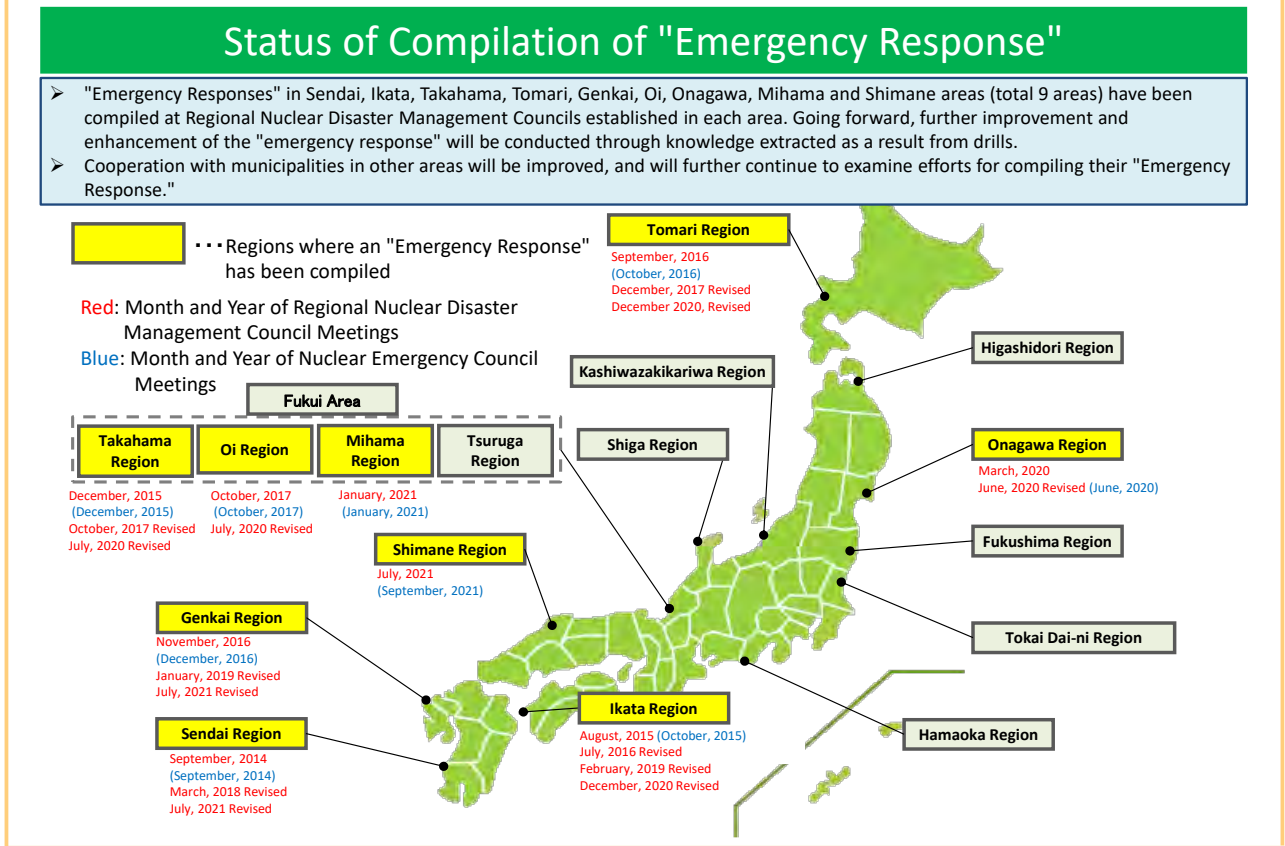 Status of Compilation of "Emergency Response"
➢ "Emergency Responses" in Sendai, Ikata, Takahama, Tomari, Genkai, Oi, Onagawa, Mihama and Shimane areas (total 9 areas) have been
compiled at Regional Nuclear Disaster Management Councils established in each area. Going forward, further improvement and
enhancement of the "emergency response" will be conducted through knowledge extracted as a result from drills.
➢ Cooperation with municipalities in other areas will be improved, and will further continue to examine efforts for compiling their "Emergency
Response."
･･･Regions where an "Emergency Response"
has been compiled
Red: Month and Year of Regional Nuclear Disaster
Management Council Meetings
Blue: Month and Year of Nuclear Emergency Council
Meetings
Tomari Region
September, 2016
(October, 2016)
December, 2017 Revised
December 2020, Revised
Higashidori Region
Kashiwazakikariwa Region
Fukui Area
Takahama
Region
December, 2015
(December, 2015)
October, 2017 Revised
July, 2020 Revised
Oi Region
October, 2017
(October, 2017)
July, 2020 Revised
Mihama
Region
January, 2021
(January, 2021)
Tsuruga
Region
Shiga Region
Onagawa Region
March, 2020
June, 2020 Revised (June, 2020)
Fukushima Region
Shimane Region
July, 2021
(September, 2021)
Genkai Region
November, 2016
(December, 2016)
January, 2019 Revised
July, 2021 Revised
Tokai Dai-ni Region
Sendai Region
September, 2014
(September, 2014)
March, 2018 Revised
July, 2021 Revised
Ikata Region
August, 2015 (October, 2015)
July, 2016 Revised
February, 2019 Revised
December, 2020 Revised
Hamaoka Region